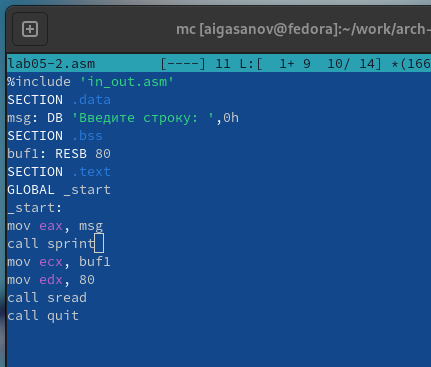 mc [aigasanov@fedora]:~/work/arch-
lab05-2.asm [----] 11 L:[ 1+ 9 10/ 14] *(166
%include 'in_out.asm'
SECTION .data
msg: DB 'Введите строку: ',0h
SECTION .bss
buf1: RESB 80
SECTION .text
GLOBAL _start
_start:
mov eax, msg
call sprint
mov ecx, buf1
mov edx, 80
call sread
call quit